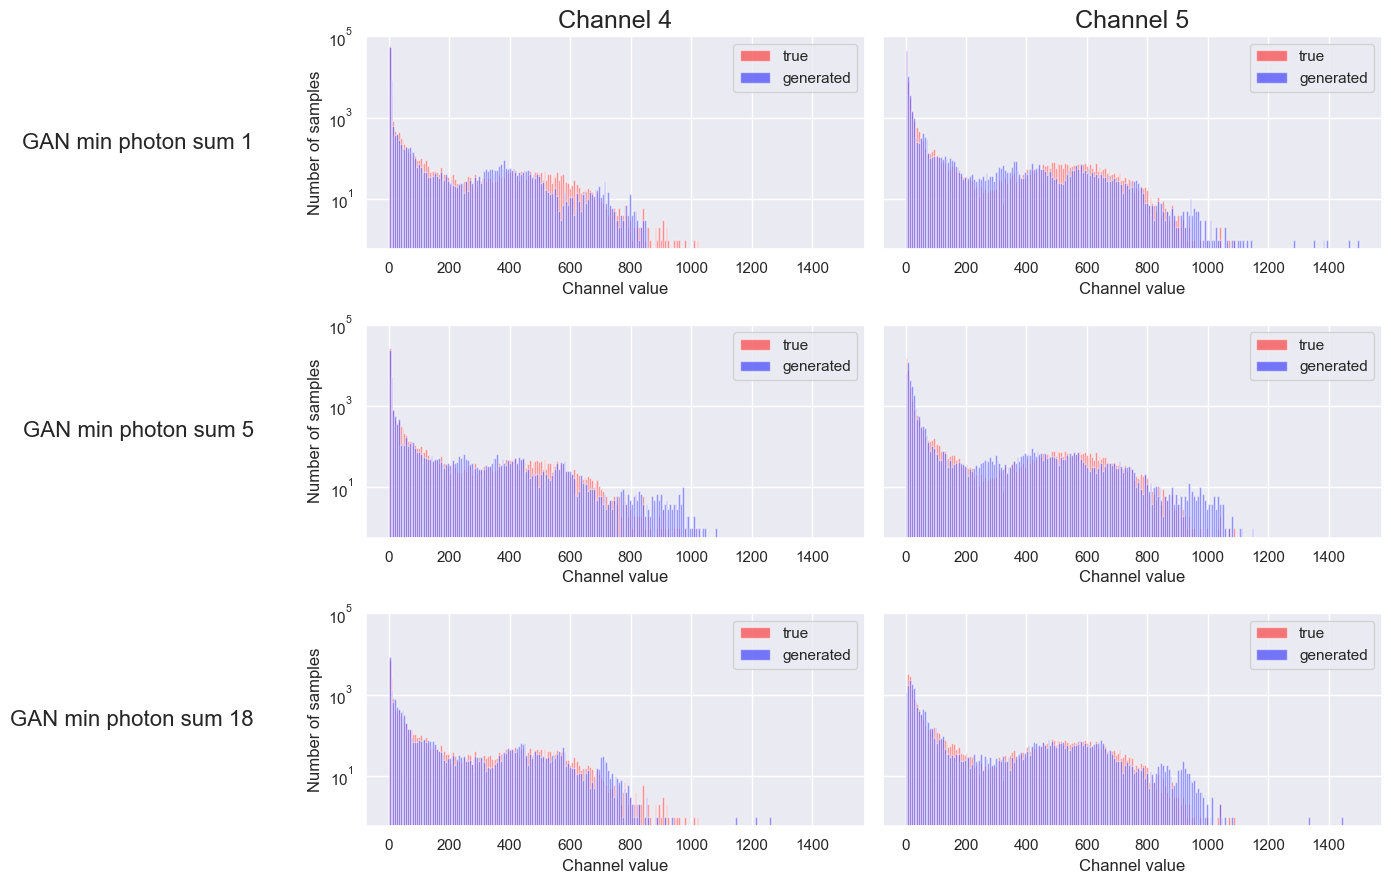 Channel 4
Channel 5
GAN min photon sum 1
Number of samples
10^5
10^3
10^1
true
generated
0 200 400 600 800 1000 1200 1400
Channel value
true
generated
0 200 400 600 800 1000 1200 1400
Channel value
GAN min photon sum 5
Number of samples
10^5
10^3
10^1
true
generated
0 200 400 600 800 1000 1200 1400
Channel value
true
generated
0 200 400 600 800 1000 1200 1400
Channel value
GAN min photon sum 18
Number of samples
10^5
10^3
10^1
true
generated
0 200 400 600 800 1000 1200 1400
Channel value
true
generated
0 200 400 600 800 1000 1200 1400
Channel value